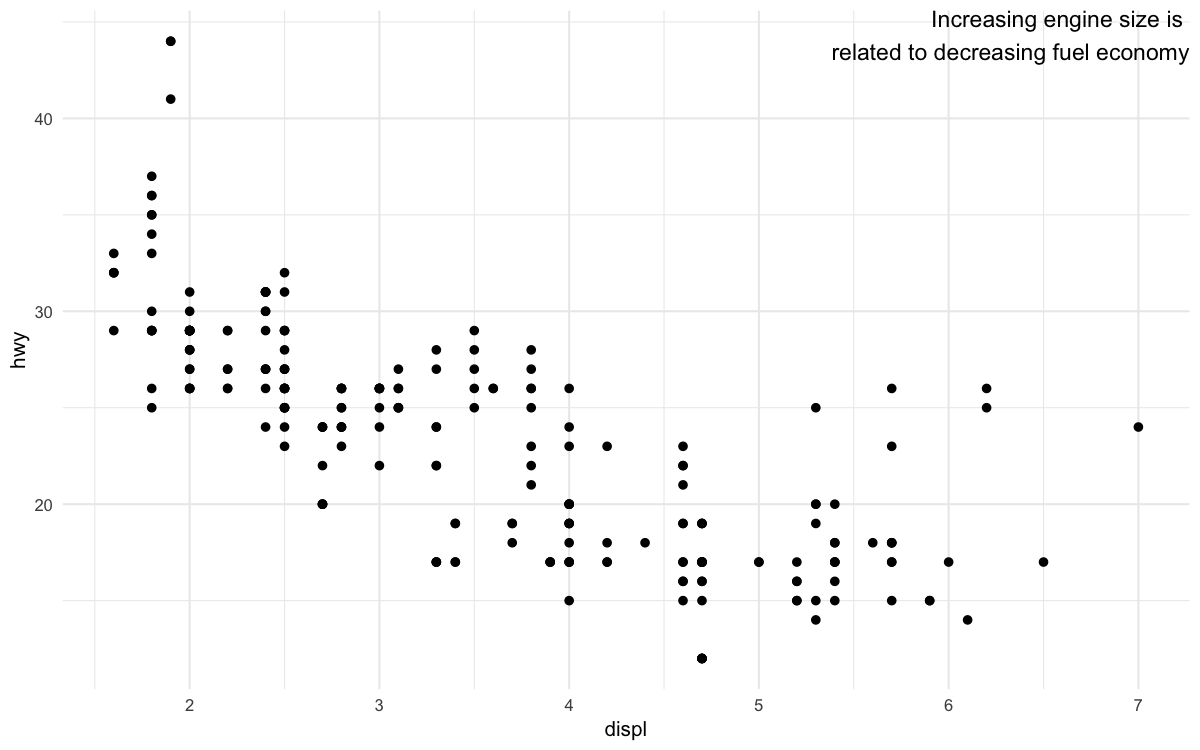 Increasing engine size is
related to decreasing fuel economy
40
30
20
hwy
2 3 4 5 6 7
displ